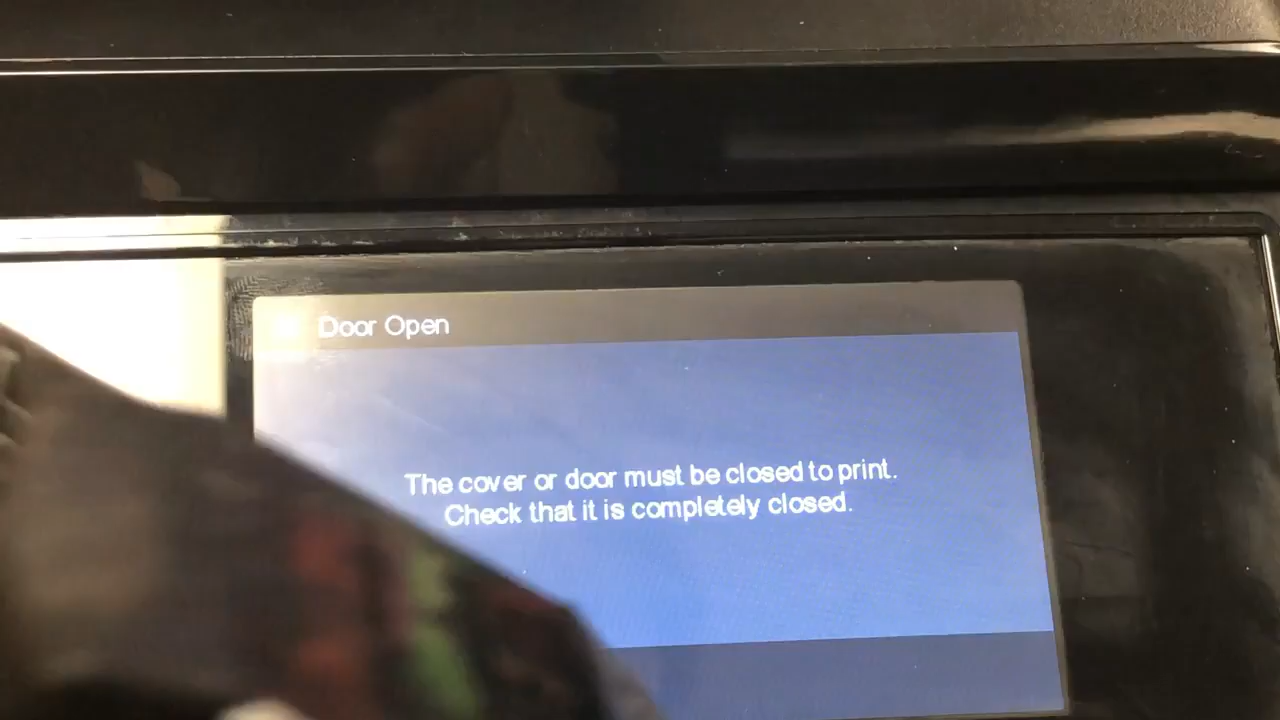 Door Open
The cover or door must be closed to print.
Check that it is completely closed.